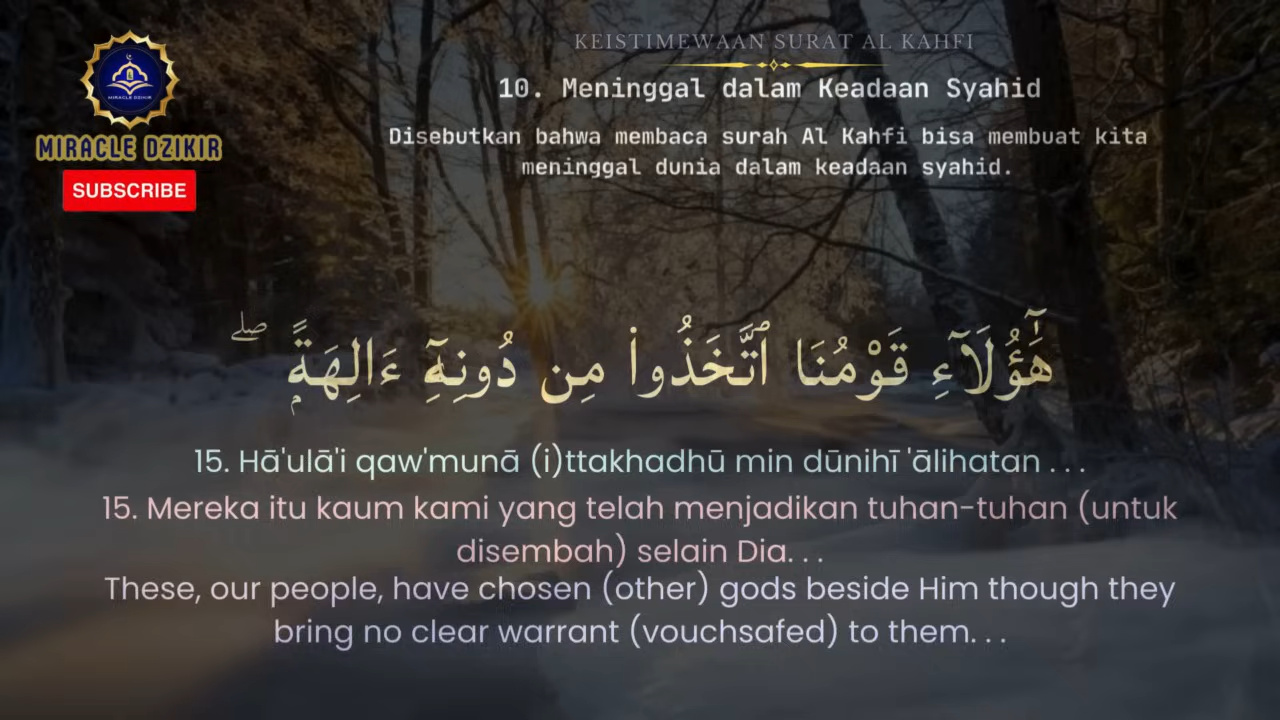 MIRACLE DZIKIR
MIRACLE DZIKIR
SUBSCRIBE
KEISTIMEWAAN SURAT AL KAHFI
10. Meninggal dalam Keadaan Syahid
Disebutkan bahwa membaca surah Al Kahfi bisa membuat kita
meninggal dunia dalam keadaan syahid.
هَٰٓؤُلَآءِ قَوْمُنَا ٱتَّخَذُوا۟ مِن دُونِهِۦٓ ءَالِهَةًۭ ۖ
15. Hā'ulā'i qaw'munā (i)ttakhadhū min dūnihī 'ālihatan . . .
15. Mereka itu kaum kami yang telah menjadikan tuhan-tuhan (untuk
disembah) selain Dia. . .
These, our people, have chosen (other) gods beside Him though they
bring no clear warrant (vouchsafed) to them. . .